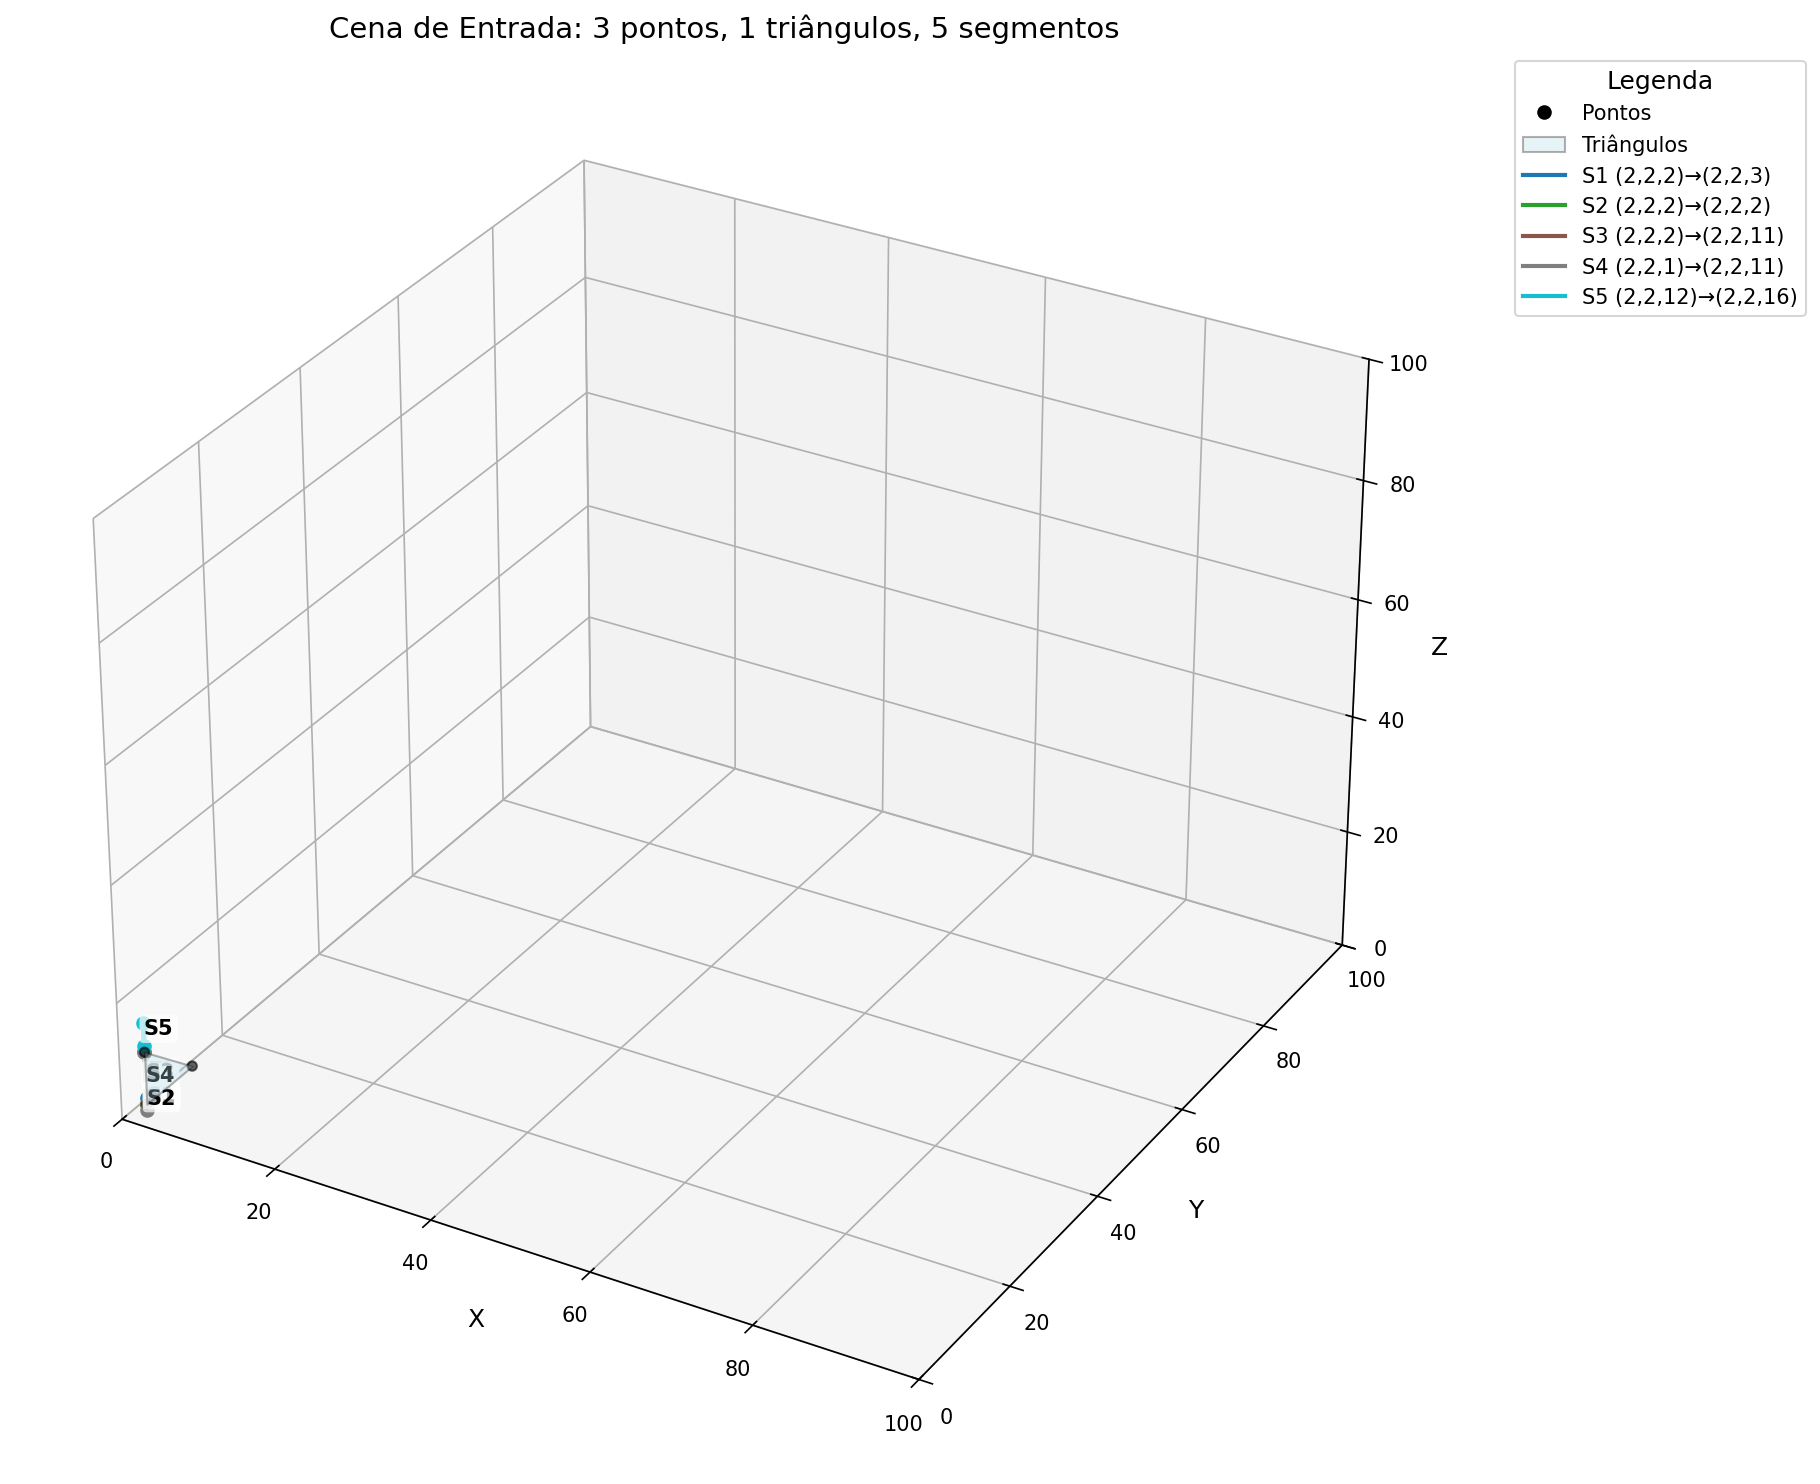 Cena de Entrada: 3 pontos, 1 triângulos, 5 segmentos
Legenda
Pontos
Triângulos
S1 (2,2,2)→(2,2,3)
S2 (2,2,2)→(2,2,2)
S3 (2,2,2)→(2,2,11)
S4 (2,2,1)→(2,2,11)
S5 (2,2,12)→(2,2,16)
100
80
60
Z
40
20
0
100
80
60
Y
40
20
0
S5
S4
S2
0
20
40
X
60
80
100